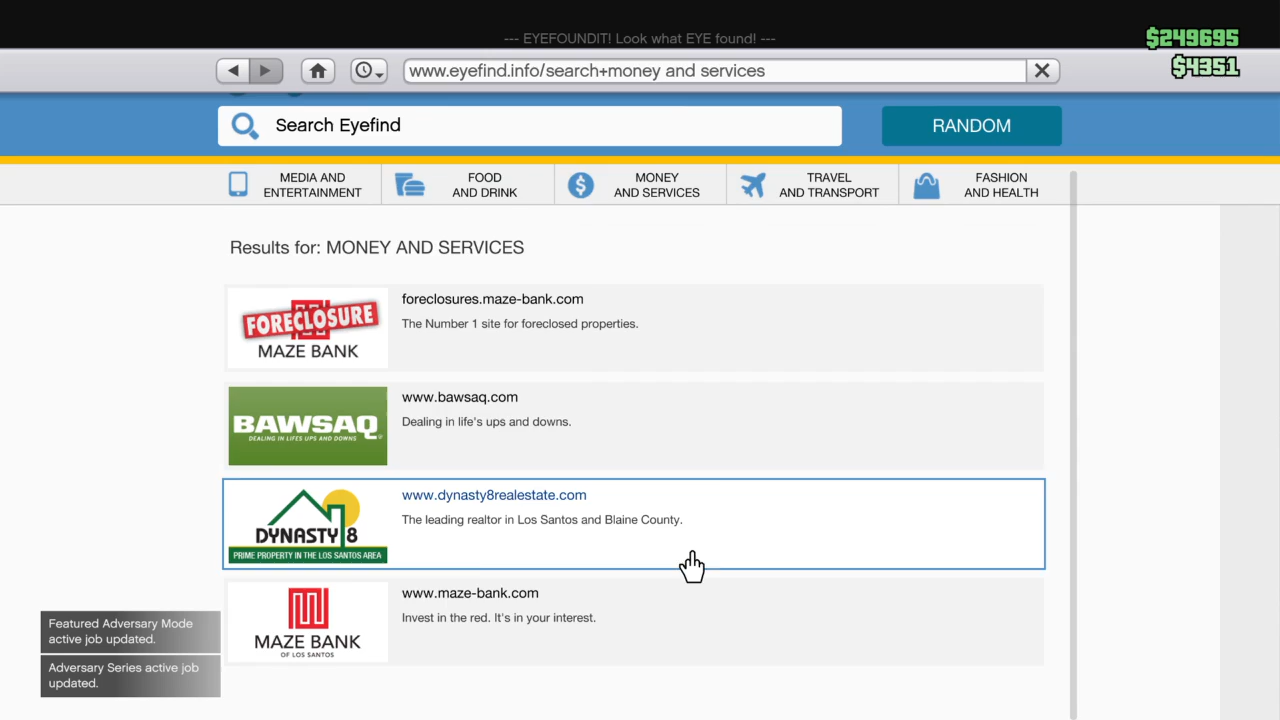 --- EYEFOUNDIT! Look what EYE found! ---
$249695
$4351
www.eyefind.info/search+money and services
Search Eyefind
RANDOM
MEDIA AND
ENTERTAINMENT
FOOD
AND DRINK
MONEY
AND SERVICES
TRAVEL
AND TRANSPORT
FASHION
AND HEALTH
Results for: MONEY AND SERVICES
FORECLOSURE
MAZE BANK
foreclosures.maze-bank.com
The Number 1 site for foreclosed properties.
BAWSAQ
DEALING IN LIFES UPS AND DOWNS
www.bawsaq.com
Dealing in life's ups and downs.
DYNASTY 8
PRIME PROPERTY IN THE LOS SANTOS AREA
www.dynasty8realestate.com
The leading realtor in Los Santos and Blaine County.
MAZE BANK
OF LOS SANTOS
www.maze-bank.com
Invest in the red. It's in your interest.
Featured Adversary Mode
active job updated.
Adversary Series active job
updated.